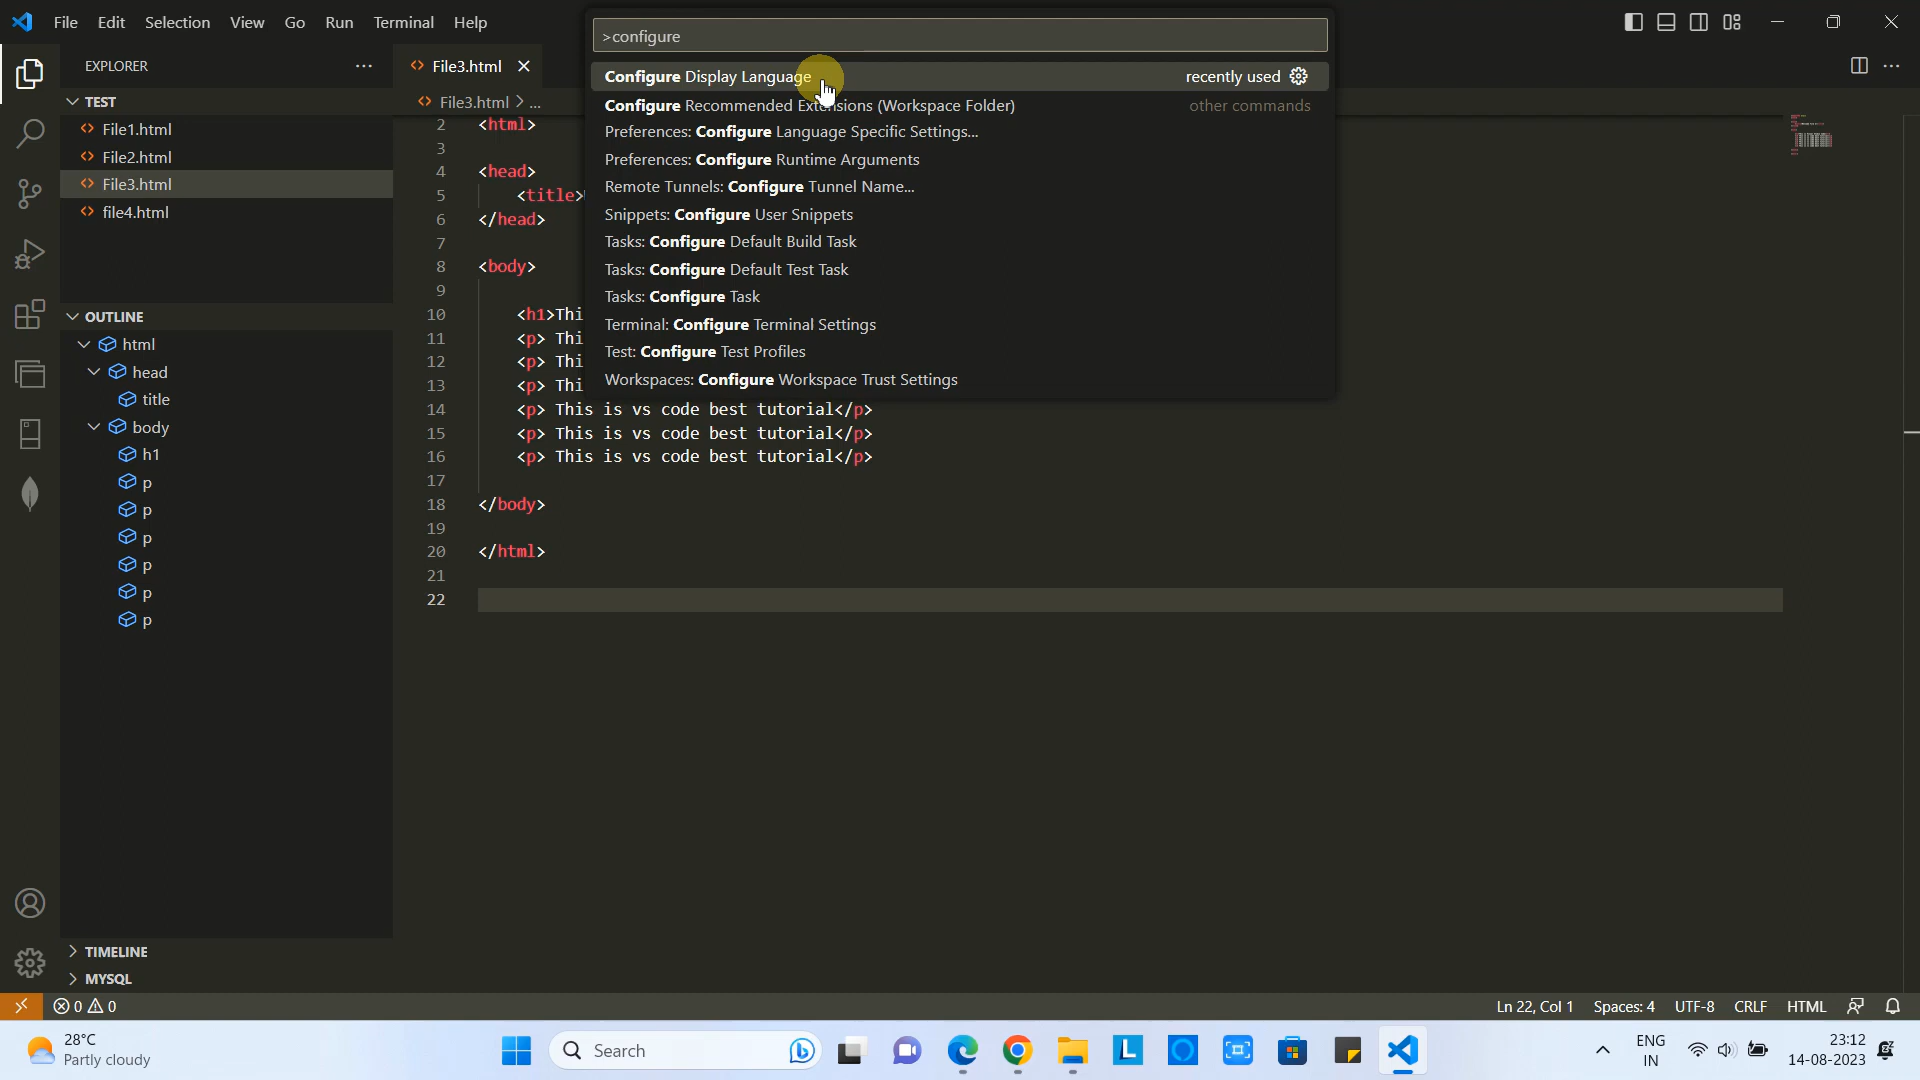 File Edit Selection View Go Run Terminal Help
>configure
Configure Display Language recently used
Configure Recommended Extensions (Workspace Folder) other commands
Preferences: Configure Language Specific Settings...
Preferences: Configure Runtime Arguments
Remote Tunnels: Configure Tunnel Name...
Snippets: Configure User Snippets
Tasks: Configure Default Build Task
Tasks: Configure Default Test Task
Tasks: Configure Task
Terminal: Configure Terminal Settings
Test: Configure Test Profiles
Workspaces: Configure Workspace Trust Settings
EXPLORER
TEST
File1.html
File2.html
File3.html
file4.html
OUTLINE
html
head
title
body
h1
p
p
p
p
p
p
TIMELINE
MYSQL
File3.html
File3.html > ...
2 <html>
3
4 <head>
5 <title>
6 </head>
7
8 <body>
9
10 <h1>Thi
11 <p> Thi
12 <p> Thi
13 <p> Thi
14 <p> This is vs code best tutorial</p>
15 <p> This is vs code best tutorial</p>
16 <p> This is vs code best tutorial</p>
17
18 </body>
19
20 </html>
21
22
0 0 Ln 22, Col 1 Spaces: 4 UTF-8 CRLF HTML
28°C
Partly cloudy
Search
L
ENG
IN
23:12
14-08-2023